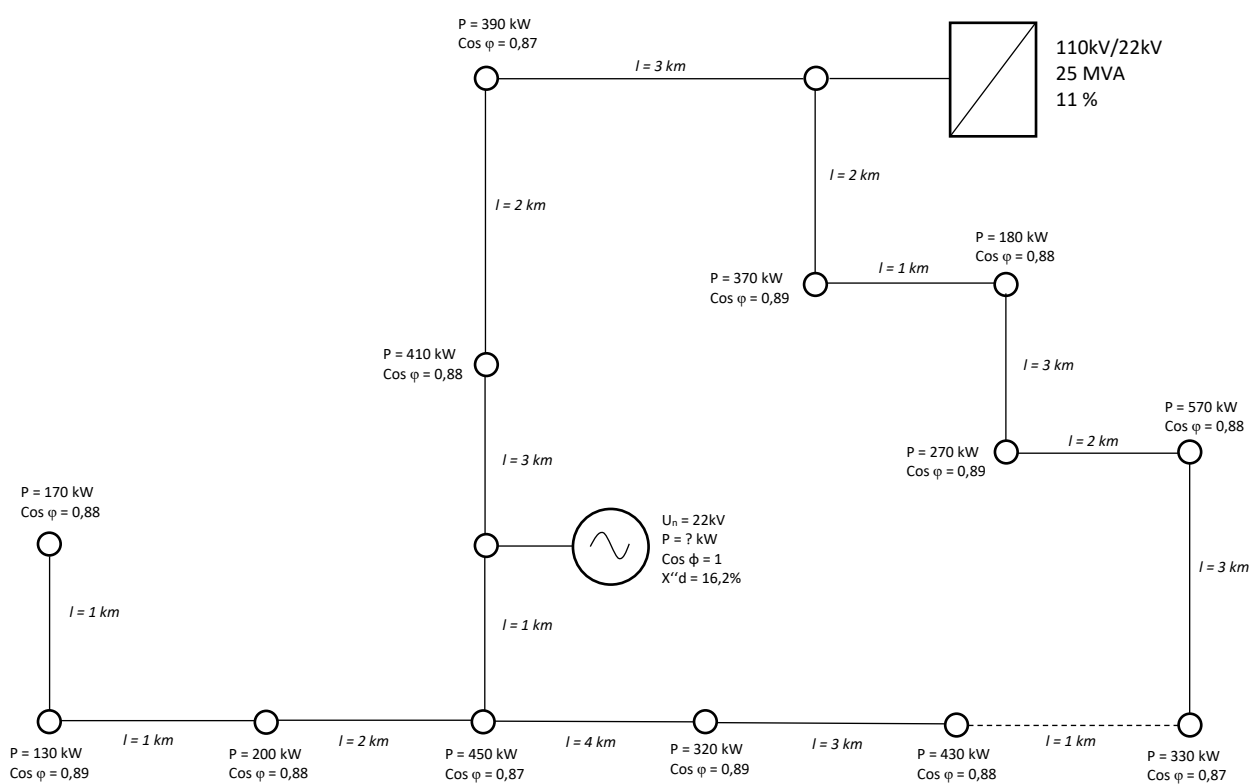 P = 390 kW
Cos φ = 0,87
l = 3 km
110kV/22kV
25 MVA
11 %
l = 2 km
l = 2 km
P = 180 kW
Cos φ = 0,88
P = 370 kW
Cos φ = 0,89
l = 1 km
P = 410 kW
Cos φ = 0,88
l = 3 km
P = 570 kW
Cos φ = 0,88
l = 3 km
P = 270 kW
Cos φ = 0,89
l = 2 km
P = 170 kW
Cos φ = 0,88
Uₙ = 22kV
P = ? kW
Cos ϕ = 1
X‘‘d = 16,2%
l = 3 km
l = 1 km
l = 1 km
P = 130 kW
Cos φ = 0,89
l = 1 km
P = 200 kW
Cos φ = 0,88
l = 2 km
P = 450 kW
Cos φ = 0,87
l = 4 km
P = 320 kW
Cos φ = 0,89
l = 3 km
P = 430 kW
Cos φ = 0,88
l = 1 km
P = 330 kW
Cos φ = 0,87